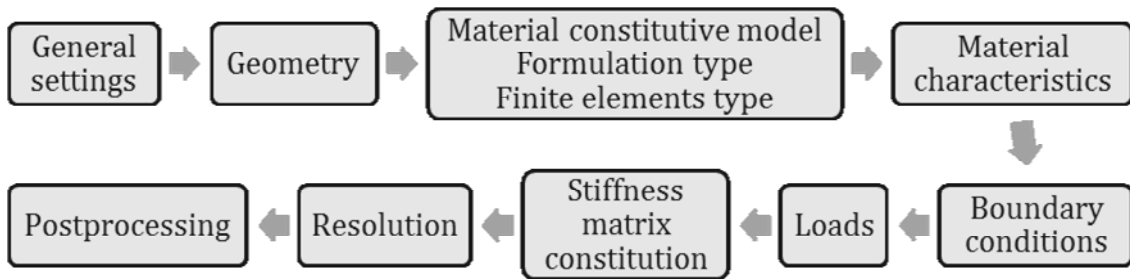 General
settings
Geometry
Material constitutive model
Formulation type
Finite elements type
Material
characteristics
Boundary
conditions
Loads
Stiffness
matrix
constitution
Resolution
Postprocessing